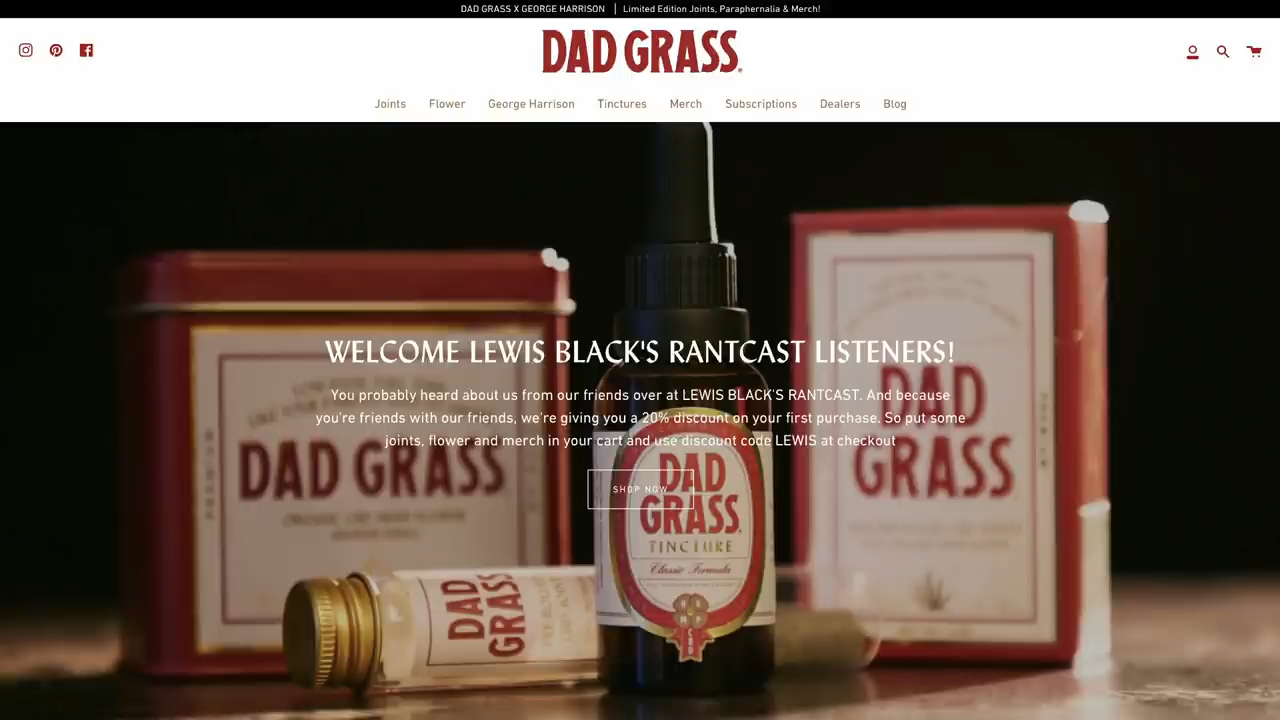 DAD GRASS X GEORGE HARRISON | Limited Edition Joints, Paraphernalia & Merch!
DAD GRASS
Joints Flower George Harrison Tinctures Merch Subscriptions Dealers Blog
WELCOME LEWIS BLACK'S RANTCAST LISTENERS!
You probably heard about us from our friends over at LEWIS BLACK'S RANTCAST. And because
you're friends with our friends, we're giving you a 20% discount on your first purchase. So put some
joints, flower and merch in your cart and use discount code LEWIS at checkout
SHOP NOW
DAD GRASS
DAD
GRASS
TINCTURE
Classic Formula
CBD
DAD
GRASS
DAD
GRASS